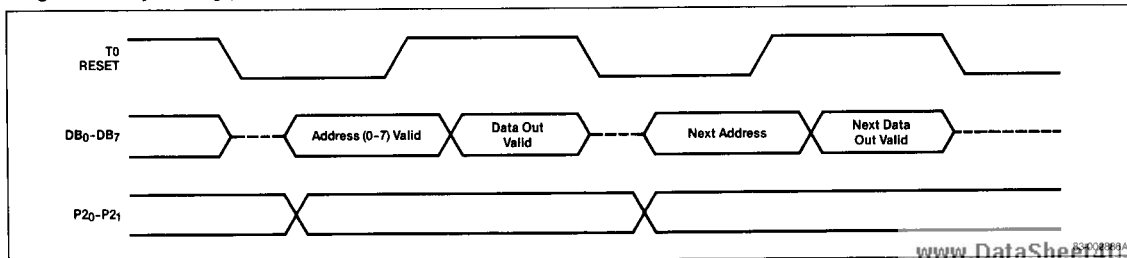 T0
RESET
DB0-DB7
Address (0-7) Valid
Data Out
Valid
Next Address
Next Data
Out Valid
P20-P21
www.DataSheet4U